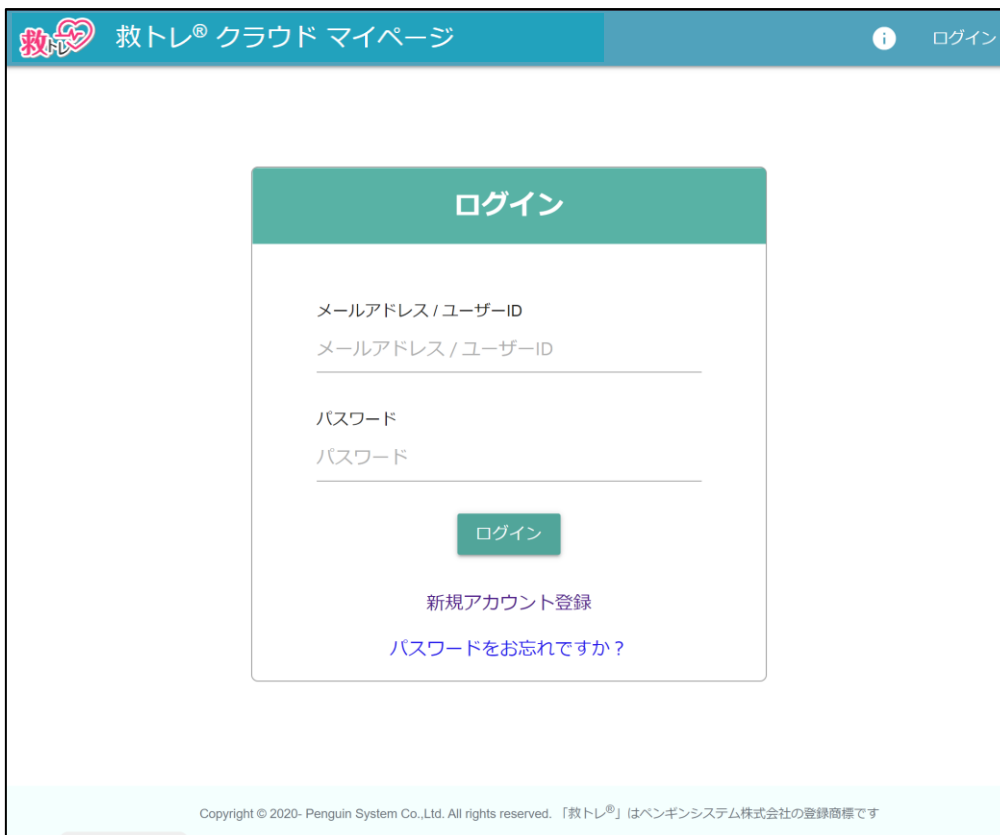 救トレ 救トレ® クラウド マイページ ログイン
ログイン
メールアドレス / ユーザーID
メールアドレス / ユーザーID
パスワード
パスワード
ログイン
新規アカウント登録
パスワードをお忘れですか？
Copyright © 2020- Penguin System Co.,Ltd. All rights reserved. 「救トレ®」はペンギンシステム株式会社の登録商標です